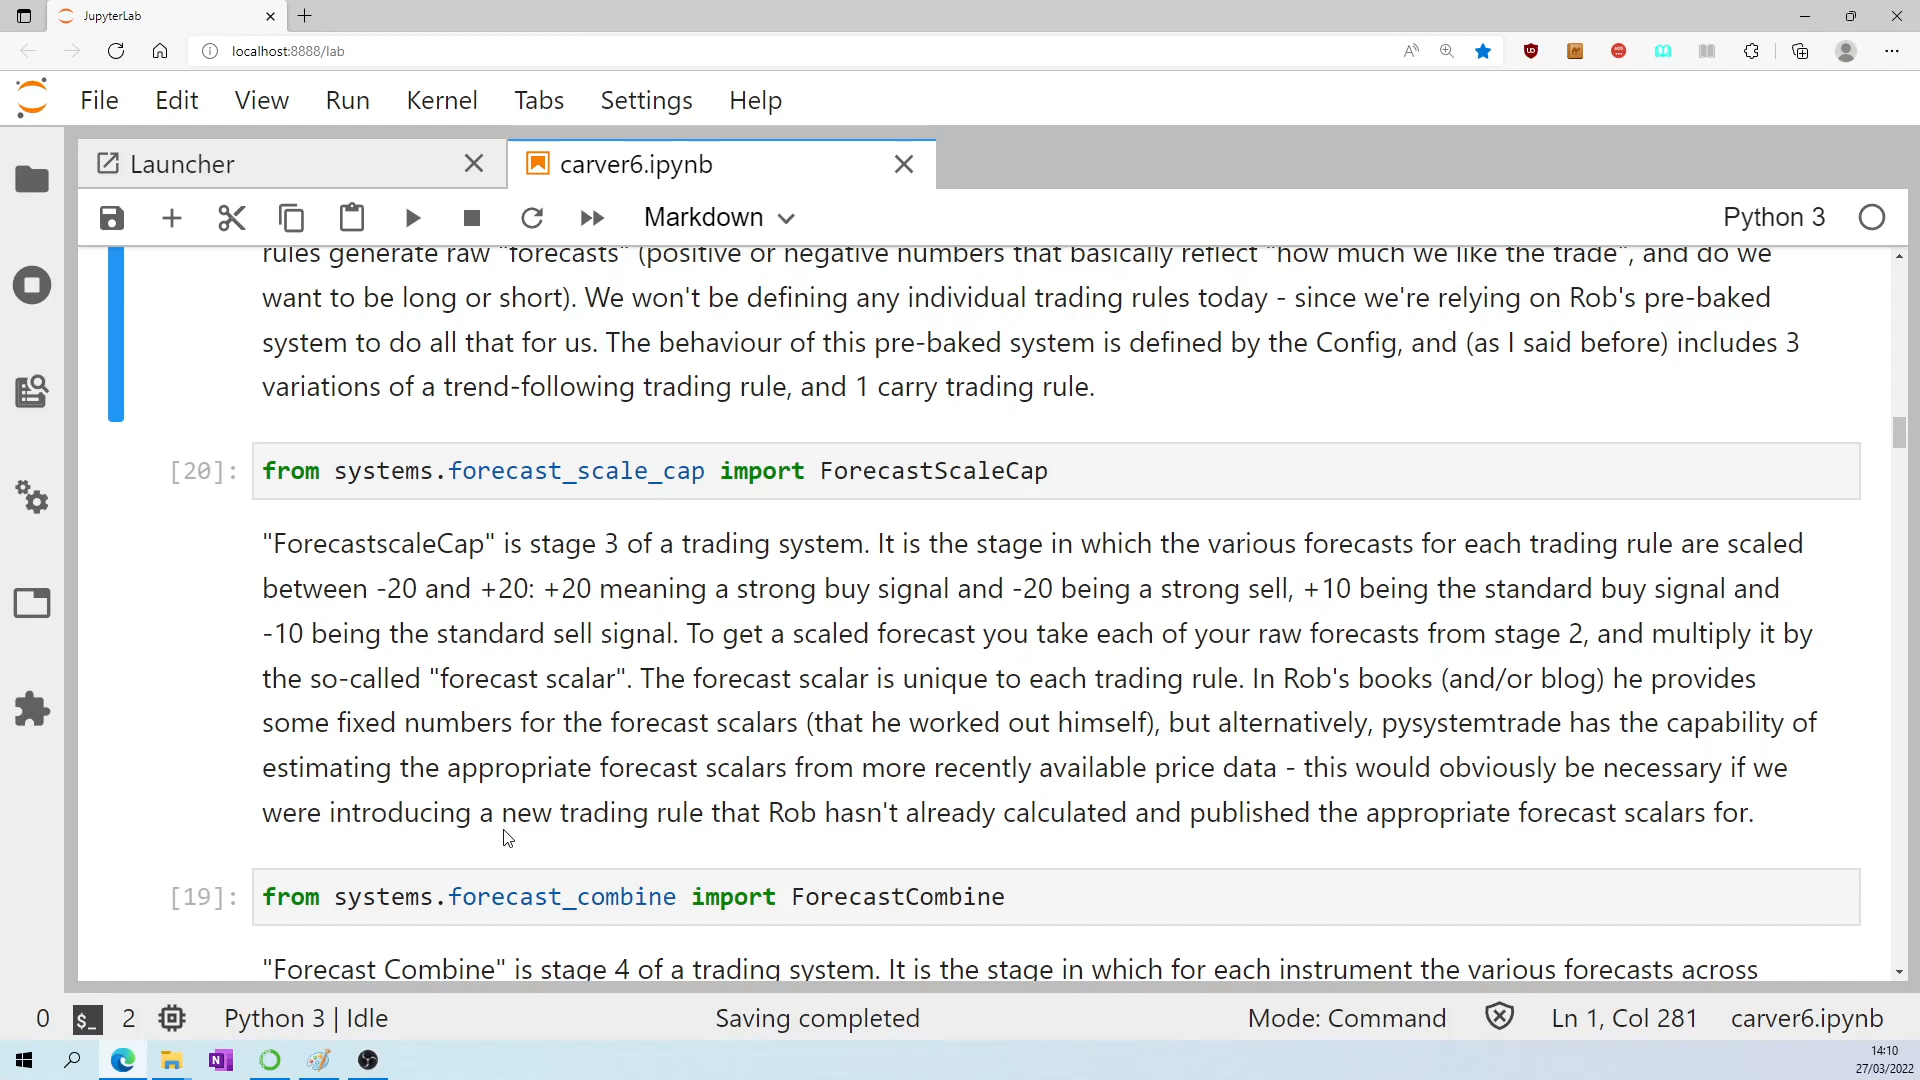 JupyterLab
localhost:8888/lab
File Edit View Run Kernel Tabs Settings Help
Launcher
carver6.ipynb
Markdown
Python 3
rules generate raw "forecasts" (positive or negative numbers that basically reflect "how much we like the trade", and do we
want to be long or short). We won't be defining any individual trading rules today - since we're relying on Rob's pre-baked
system to do all that for us. The behaviour of this pre-baked system is defined by the Config, and (as I said before) includes 3
variations of a trend-following trading rule, and 1 carry trading rule.
[20]: from systems.forecast_scale_cap import ForecastScaleCap
"ForecastscaleCap" is stage 3 of a trading system. It is the stage in which the various forecasts for each trading rule are scaled
between -20 and +20: +20 meaning a strong buy signal and -20 being a strong sell, +10 being the standard buy signal and
-10 being the standard sell signal. To get a scaled forecast you take each of your raw forecasts from stage 2, and multiply it by
the so-called "forecast scalar". The forecast scalar is unique to each trading rule. In Rob's books (and/or blog) he provides
some fixed numbers for the forecast scalars (that he worked out himself), but alternatively, pysystemtrade has the capability of
estimating the appropriate forecast scalars from more recently available price data - this would obviously be necessary if we
were introducing a new trading rule that Rob hasn't already calculated and published the appropriate forecast scalars for.
[19]: from systems.forecast_combine import ForecastCombine
"Forecast Combine" is stage 4 of a trading system. It is the stage in which for each instrument the various forecasts across
0 $_ 2 Python 3 | Idle Saving completed Mode: Command Ln 1, Col 281 carver6.ipynb
14:10
27/03/2022